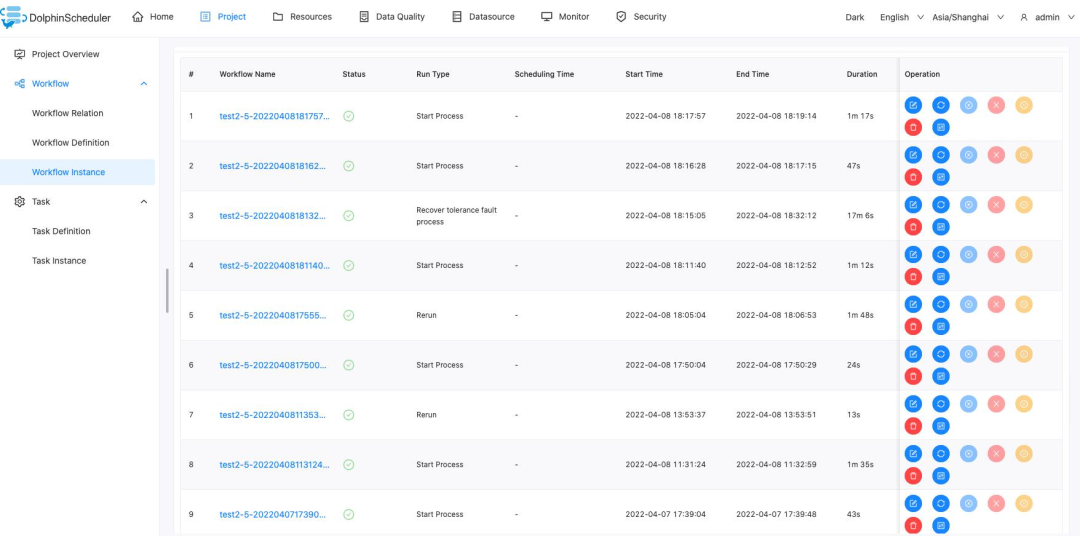 DolphinScheduler Home Project Resources Data Quality Datasource Monitor Security Dark English Asia/Shanghai admin
Project Overview
Workflow
Workflow Relation
Workflow Definition
Workflow Instance
Task
Task Definition
Task Instance
# Workflow Name Status Run Type Scheduling Time Start Time End Time Duration Operation
1 test2-5-20220408181757... Start Process - 2022-04-08 18:17:57 2022-04-08 18:19:14 1m 17s
2 test2-5-2022040818162... Start Process - 2022-04-08 18:16:28 2022-04-08 18:17:15 47s
3 test2-5-2022040818132... Recover tolerance fault process - 2022-04-08 18:15:05 2022-04-08 18:32:12 17m 6s
4 test2-5-20220408181140... Start Process - 2022-04-08 18:11:40 2022-04-08 18:12:52 1m 12s
5 test2-5-2022040817555... Rerun - 2022-04-08 18:05:04 2022-04-08 18:06:53 1m 48s
6 test2-5-2022040817500... Start Process - 2022-04-08 17:50:04 2022-04-08 17:50:29 24s
7 test2-5-2022040811353... Rerun - 2022-04-08 13:53:37 2022-04-08 13:53:51 13s
8 test2-5-20220408113124... Start Process - 2022-04-08 11:31:24 2022-04-08 11:32:59 1m 35s
9 test2-5-2022040717390... Start Process - 2022-04-07 17:39:04 2022-04-07 17:39:48 43s